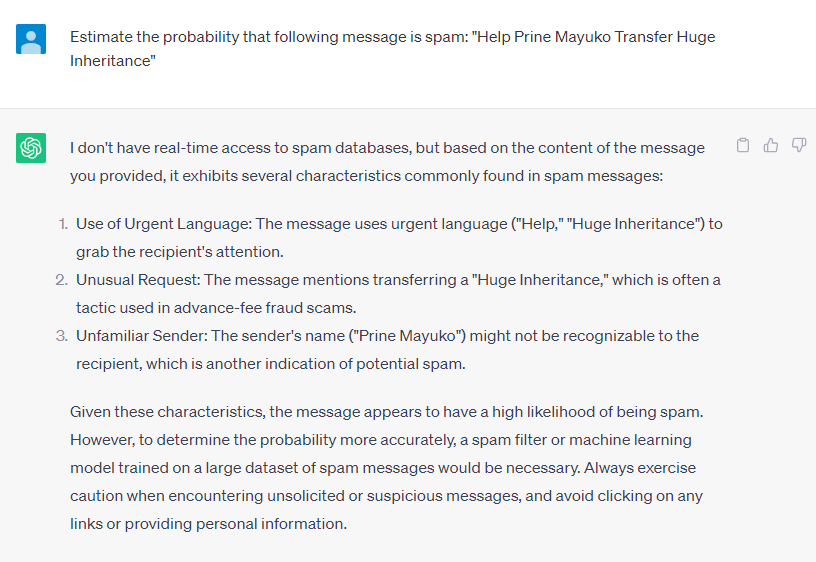 Estimate the probability that following message is spam: "Help Prine Mayuko Transfer Huge
Inheritance"
I don't have real-time access to spam databases, but based on the content of the message
you provided, it exhibits several characteristics commonly found in spam messages:
1. Use of Urgent Language: The message uses urgent language ("Help," "Huge Inheritance") to
grab the recipient's attention.
2. Unusual Request: The message mentions transferring a "Huge Inheritance," which is often a
tactic used in advance-fee fraud scams.
3. Unfamiliar Sender: The sender's name ("Prine Mayuko") might not be recognizable to the
recipient, which is another indication of potential spam.
Given these characteristics, the message appears to have a high likelihood of being spam.
However, to determine the probability more accurately, a spam filter or machine learning
model trained on a large dataset of spam messages would be necessary. Always exercise
caution when encountering unsolicited or suspicious messages, and avoid clicking on any
links or providing personal information.